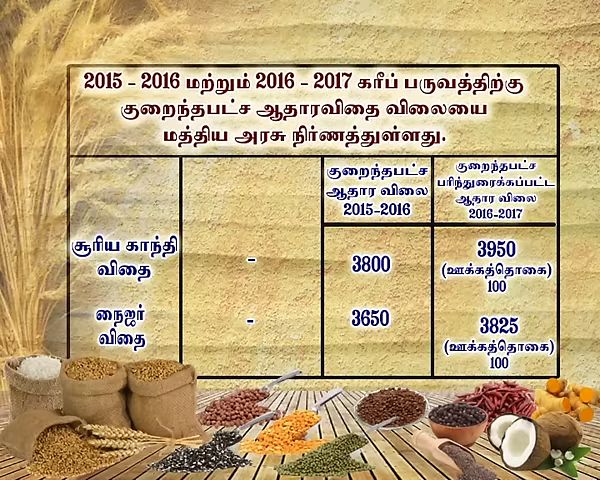 2015 - 2016 மற்றும் 2016 - 2017 கரீப் பருவத்திற்கு
குறைந்தபட்ச ஆதாரவிதை விலையை
மத்திய அரசு நிர்ணத்துள்ளது.
குறைந்தபட்ச
ஆதார விலை
2015-2016
குறைந்தபட்ச
பரிந்துரைக்கப்பட்ட
ஆதார விலை
2016-2017
சூரிய காந்தி
விதை
-
3800
3950
(ஊக்கத்தொகை)
100
நைஜர்
விதை
-
3650
3825
(ஊக்கத்தொகை)
100